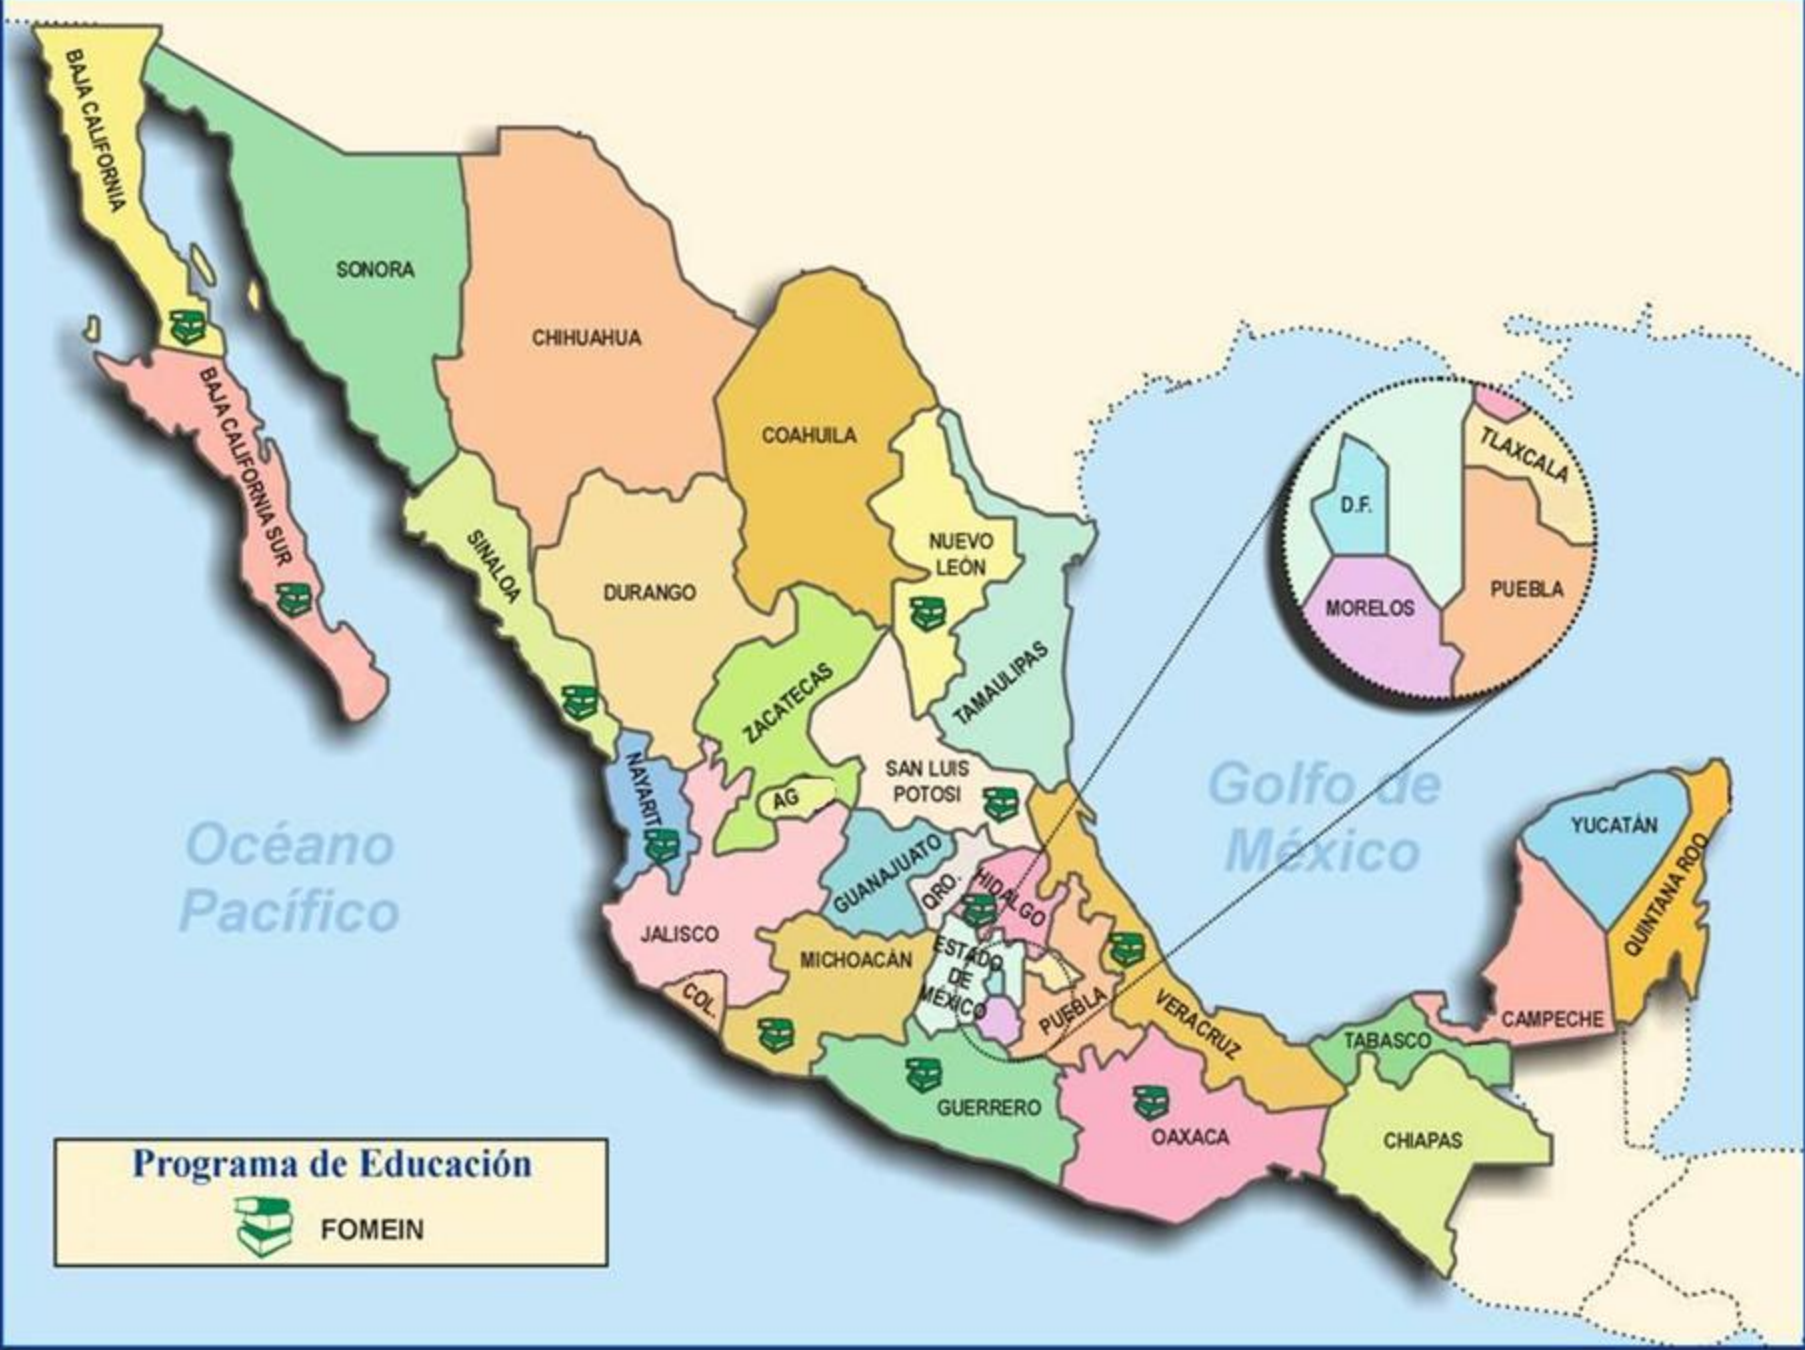 BAJA CALIFORNIA
SONORA
CHIHUAHUA
COAHUILA
BAJA CALIFORNIA SUR
SINALOA
DURANGO
NUEVO
LEÓN
TAMAULIPAS
ZACATECAS
NAYARIT
AG
SAN LUIS
POTOSI
GUANAJUATO
QRO.
HIDALGO
JALISCO
COL.
MICHOACÁN
ESTADO
DE
MÉXICO
PUEBLA
VERACRUZ
GUERRERO
OAXACA
TABASCO
CHIAPAS
CAMPECHE
YUCATÁN
QUINTANA ROO
TLAXCALA
D.F.
MORELOS
PUEBLA
Océano
Pacífico
Golfo de
México
Programa de Educación
FOMEIN